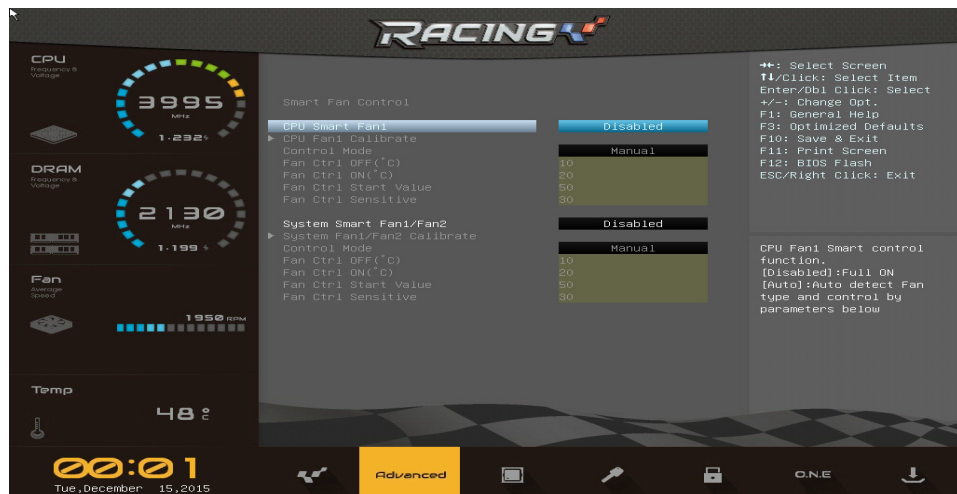 RACING
CPU
Frequency &
Voltage
3995
MHz
1.232
DRAM
Frequency &
Voltage
2130
MHz
1.199
Fan
Average
Speed
1950 RPM
Temp
48 °C
00:01
Tue,December 15,2015
Smart Fan Control
CPU Smart Fan1 Disabled
▶ CPU Fan1 Calibrate
Control Mode Manual
Fan Ctrl OFF(°C) 10
Fan Ctrl ON(°C) 20
Fan Ctrl Start Value 50
Fan Ctrl Sensitive 30
System Smart Fan1/Fan2 Disabled
▶ System Fan1/Fan2 Calibrate
Control Mode Manual
Fan Ctrl OFF(°C) 10
Fan Ctrl ON(°C) 20
Fan Ctrl Start Value 50
Fan Ctrl Sensitive 30
→←: Select Screen
↑↓/Click: Select Item
Enter/Dbl Click: Select
+/-: Change Opt.
F1: General Help
F3: Optimized Defaults
F10: Save & Exit
F11: Print Screen
F12: BIOS Flash
ESC/Right Click: Exit
CPU Fan1 Smart control
function.
[Disabled]:Full ON
[Auto]:Auto detect Fan
type and control by
parameters below
Advanced
O.N.E